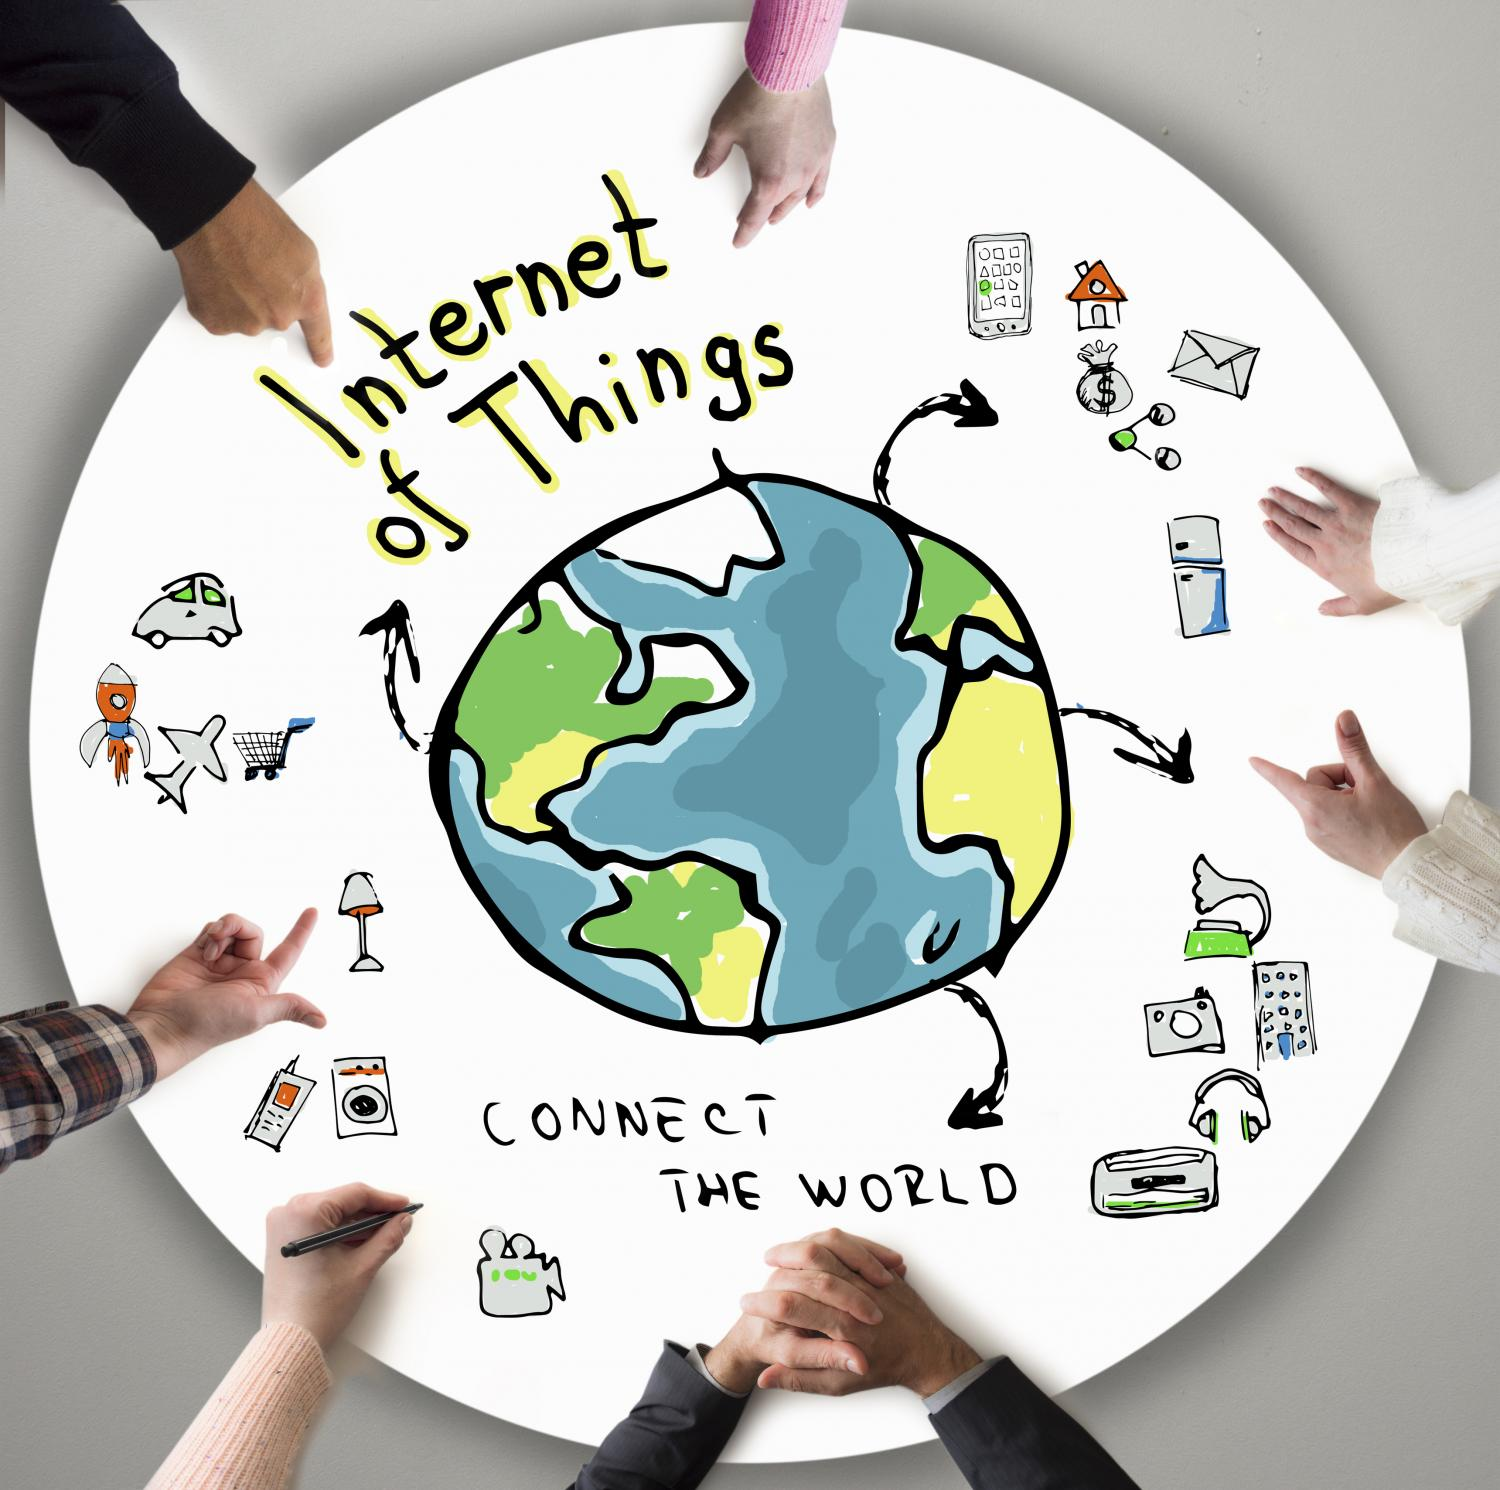 Internet
of Things
$
CONNECT
THE WORLD